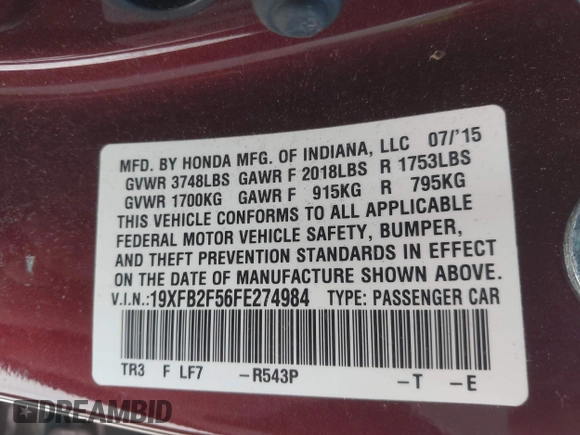 MFD. BY HONDA MFG. OF INDIANA, LLC 07/'15
GVWR 3748LBS GAWR F 2018LBS R 1753LBS
GVWR 1700KG GAWR F 915KG R 795KG
THIS VEHICLE CONFORMS TO ALL APPLICABLE
FEDERAL MOTOR VEHICLE SAFETY, BUMPER,
AND THEFT PREVENTION STANDARDS IN EFFECT
ON THE DATE OF MANUFACTURE SHOWN ABOVE.
V.I.N.: 19XFB2F56FE274984 TYPE: PASSENGER CAR
TR3 F LF7 –R543P –T –E
DREAMBID